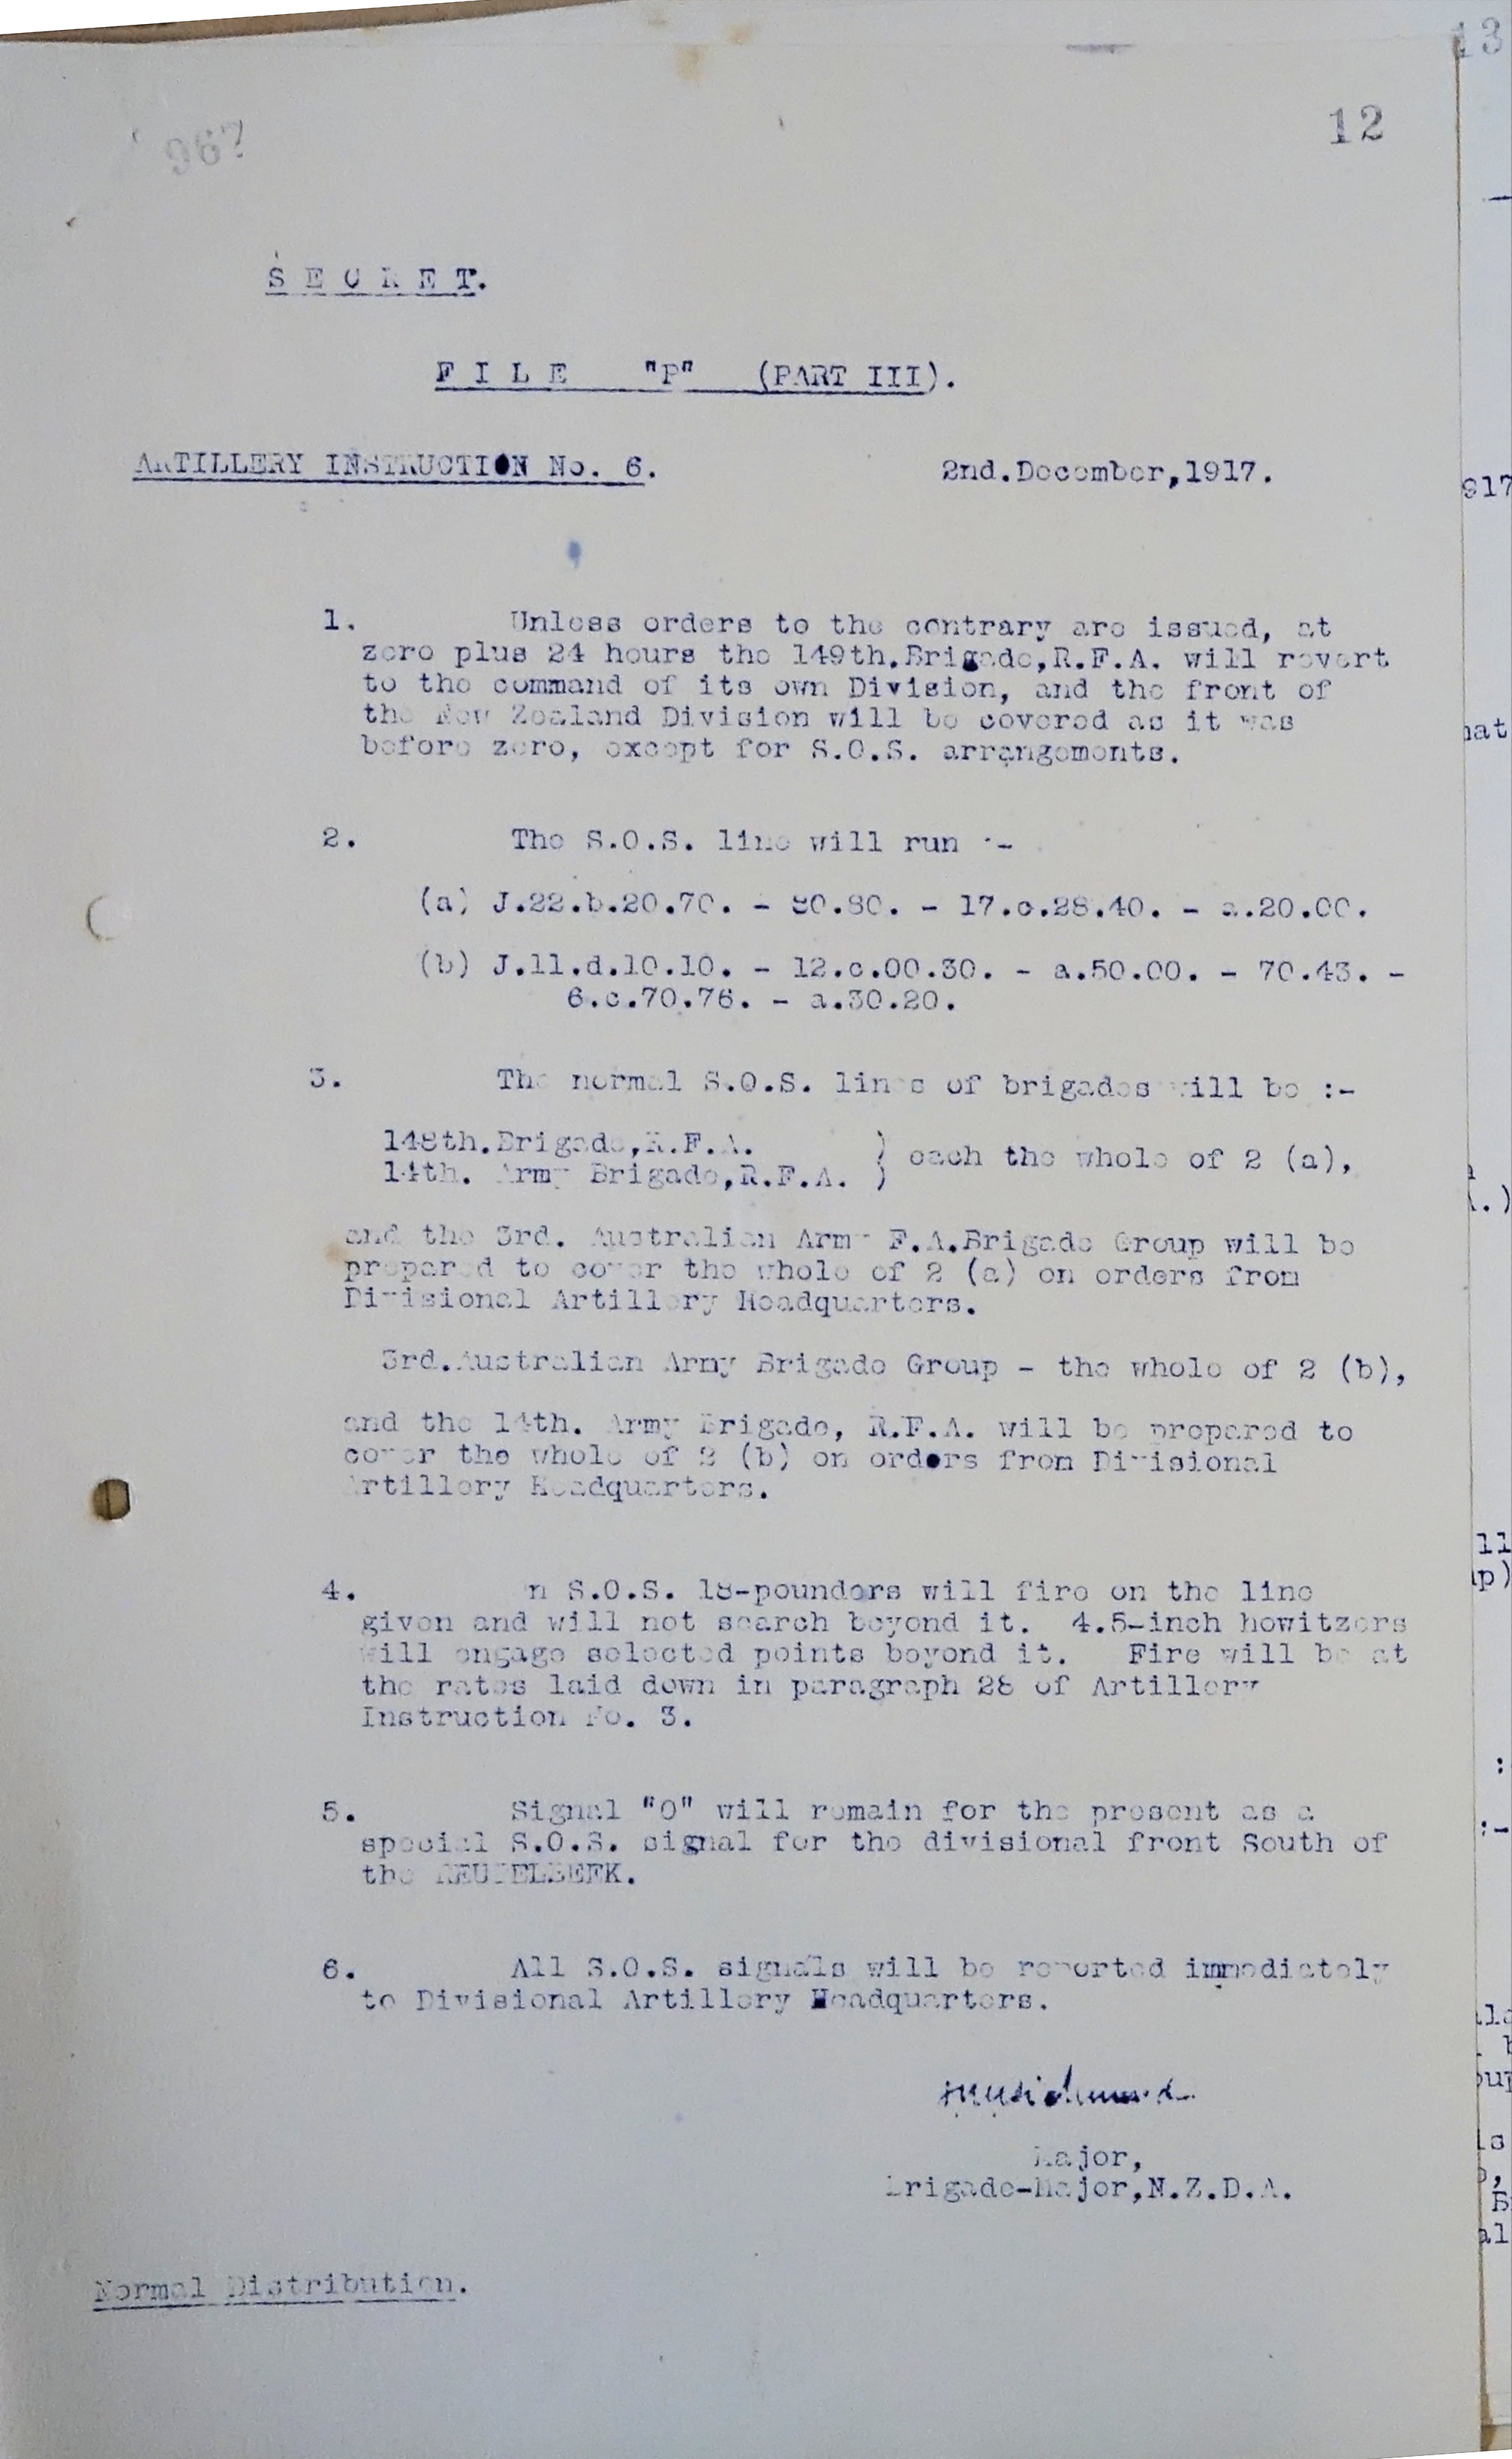 13
12
S E C R E T.
F I L E "P" (PART III).
ARTILLERY INSTRUCTION No. 6.
2nd.December,1917.
1. Unless orders to the contrary are issued, at
zero plus 24 hours the 149th.Brigade,R.F.A. will revert
to the command of its own Division, and the front of
the New Zealand Division will be covered as it was
before zero, except for S.O.S. arrangements.
2. The S.O.S. line will run :-
(a) J.22.b.20.70. - 80.80. - 17.c.28.40. - a.20.00.
(b) J.11.d.10.10. - 12.c.00.30. - a.50.00. - 70.43. -
6.c.70.76. - a.30.20.
3. The normal S.O.S. lines of brigades will be :-
148th.Brigade,R.F.A.
14th. Army Brigade,R.F.A. } each the whole of 2 (a),
and the 3rd. Australian Army F.A.Brigade Group will be
prepared to cover the whole of 2 (a) on orders from
Divisional Artillery Headquarters.
3rd.Australian Army Brigade Group - the whole of 2 (b),
and the 14th. Army Brigade, R.F.A. will be prepared to
cover the whole of 2 (b) on orders from Divisional
Artillery Headquarters.
4. n S.O.S. 18-pounders will fire on the line
given and will not search beyond it. 4.5-inch howitzers
will engage selected points beyond it. Fire will be at
the rates laid down in paragraph 28 of Artillery
Instruction No. 3.
5. Signal "O" will remain for the present as a
special S.O.S. signal for the divisional front South of
the REUTELBEEK.
6. All S.O.S. signals will be reported immediately
to Divisional Artillery Headquarters.
Major,
Brigade-Major,N.Z.D.A.
Normal Distribution.